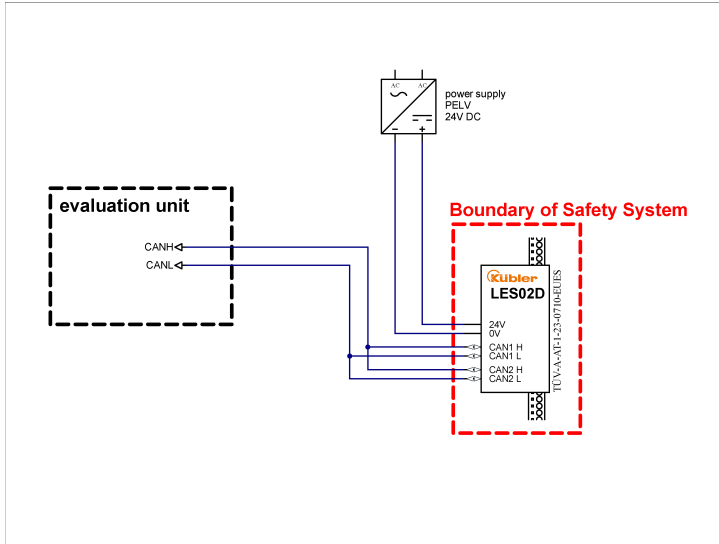 AC AC
power supply
PELV
24V DC
- +
evaluation unit
CANH
CANL
Boundary of Safety System
Kübler
LES02D
24V
0V
CAN1 H
CAN1 L
CAN2 H
CAN2 L
TÜV-A-AT-1-23-0710-EUES